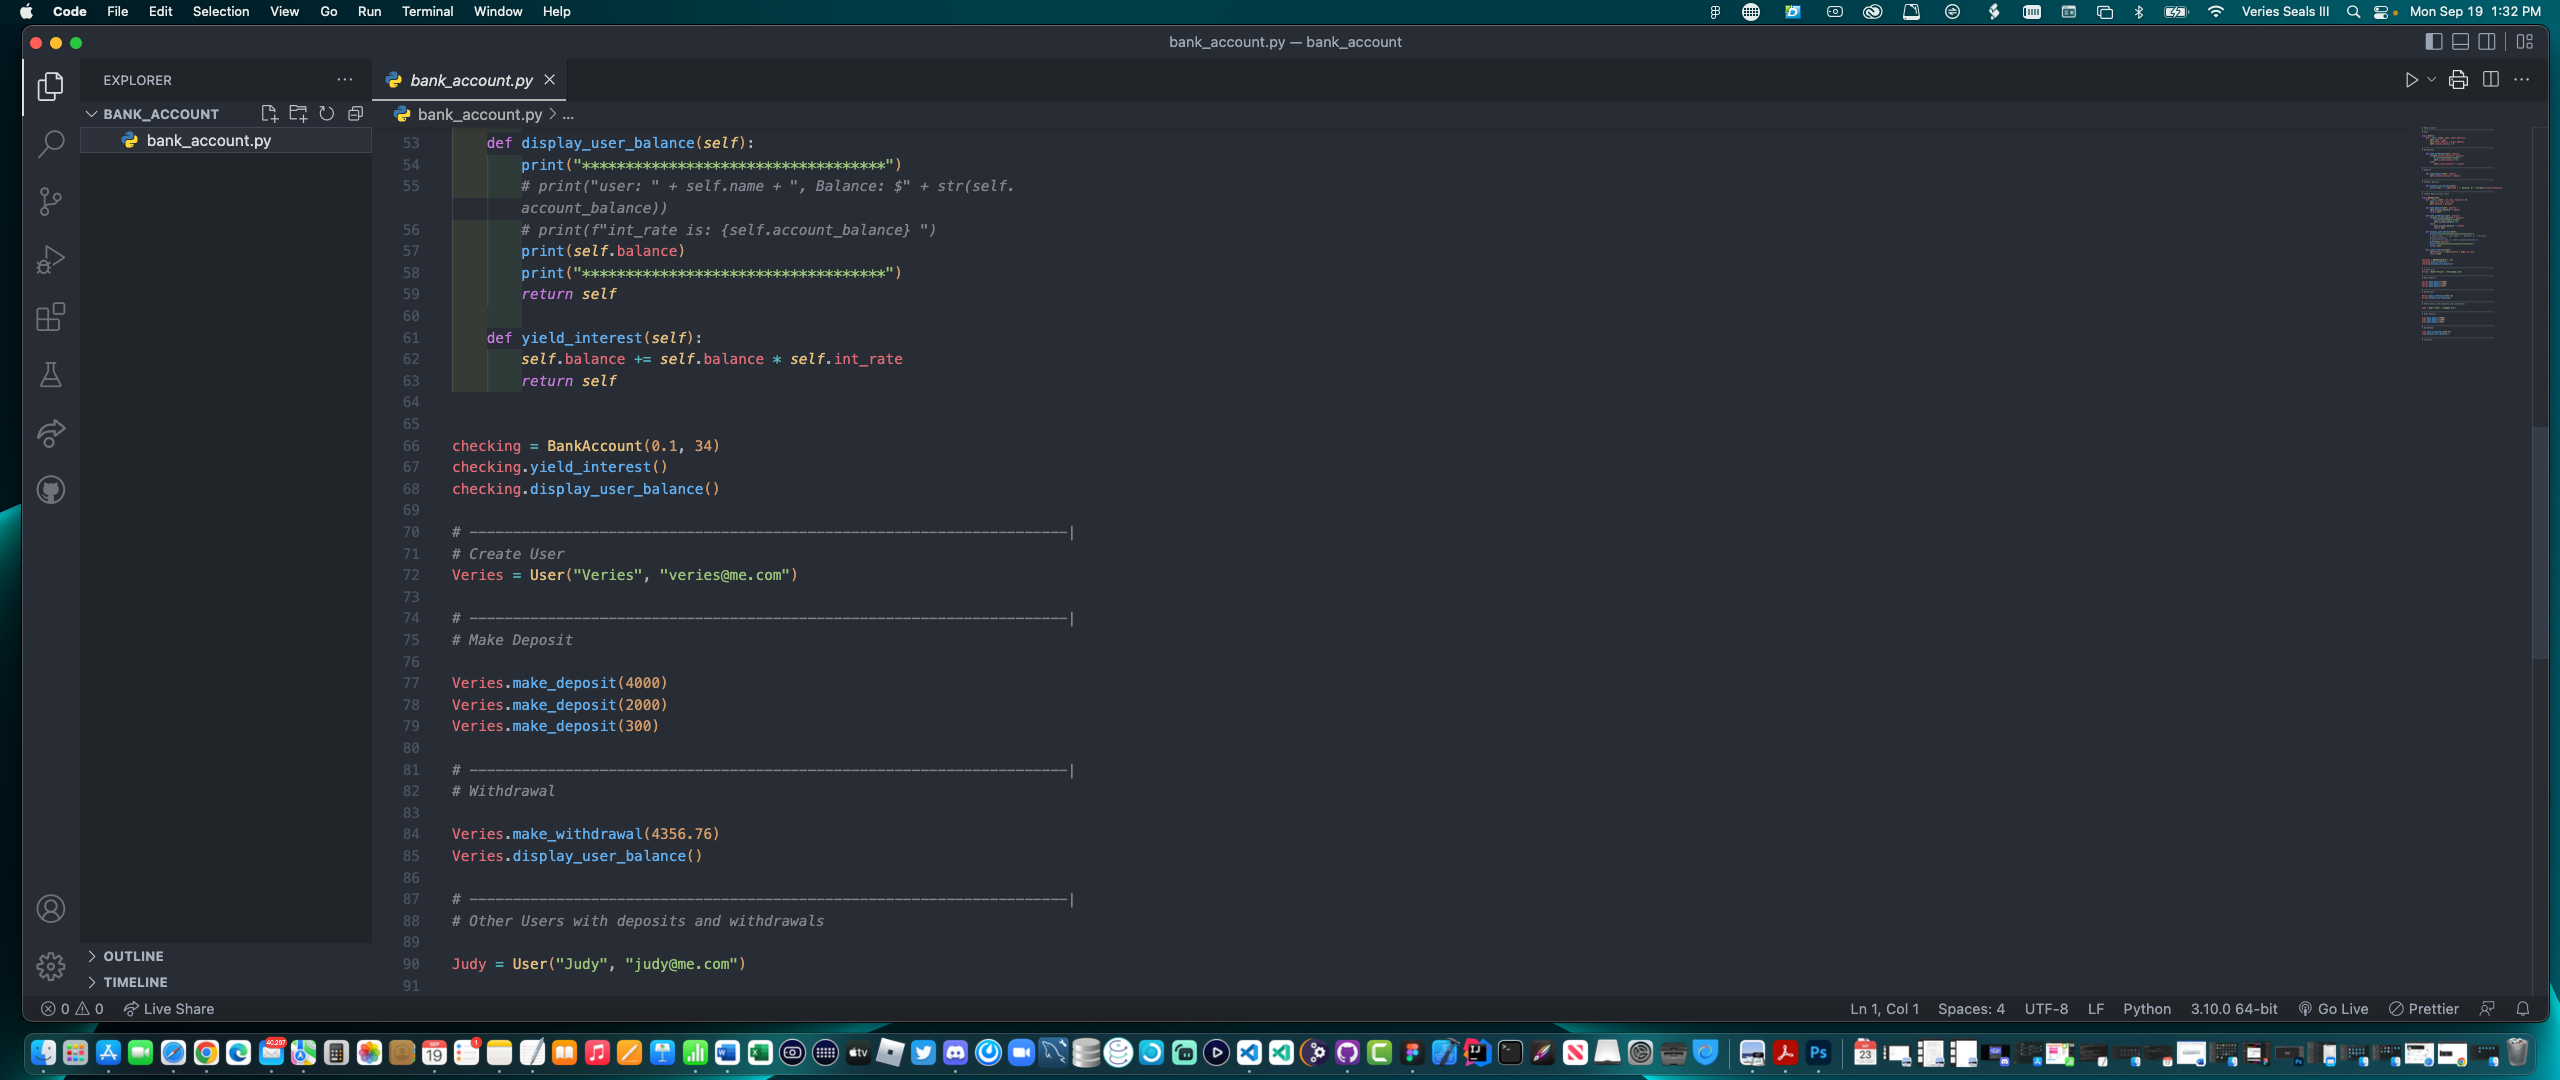 Code File Edit Selection View Go Run Terminal Window Help
Veries Seals III Mon Sep 19 1:32 PM
bank_account.py — bank_account
EXPLORER
bank_account.py
BANK_ACCOUNT
bank_account.py > ...
bank_account.py
53 def display_user_balance(self):
54 print("***********************************")
55 # print("user: " + self.name + ", Balance: $" + str(self.
account_balance))
56 # print(f"int_rate is: {self.account_balance} ")
57 print(self.balance)
58 print("***********************************")
59 return self
60
61 def yield_interest(self):
62 self.balance += self.balance * self.int_rate
63 return self
64
65
66 checking = BankAccount(0.1, 34)
67 checking.yield_interest()
68 checking.display_user_balance()
69
70 # ---------------------------------------------------------------------|
71 # Create User
72 Veries = User("Veries", "veries@me.com")
73
74 # ---------------------------------------------------------------------|
75 # Make Deposit
76
77 Veries.make_deposit(4000)
78 Veries.make_deposit(2000)
79 Veries.make_deposit(300)
80
81 # ---------------------------------------------------------------------|
82 # Withdrawal
83
84 Veries.make_withdrawal(4356.76)
85 Veries.display_user_balance()
86
87 # ---------------------------------------------------------------------|
88 # Other Users with deposits and withdrawals
89
90 Judy = User("Judy", "judy@me.com")
91
OUTLINE
TIMELINE
0 0 Live Share
Ln 1, Col 1 Spaces: 4 UTF-8 LF Python 3.10.0 64-bit Go Live Prettier
40,297
19
1
tv
Ps
23